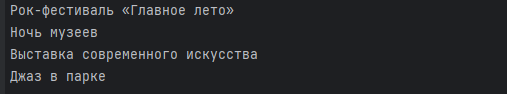 Рок-фестиваль «Главное лето»
Ночь музеев
Выставка современного искусства
Джаз в парке